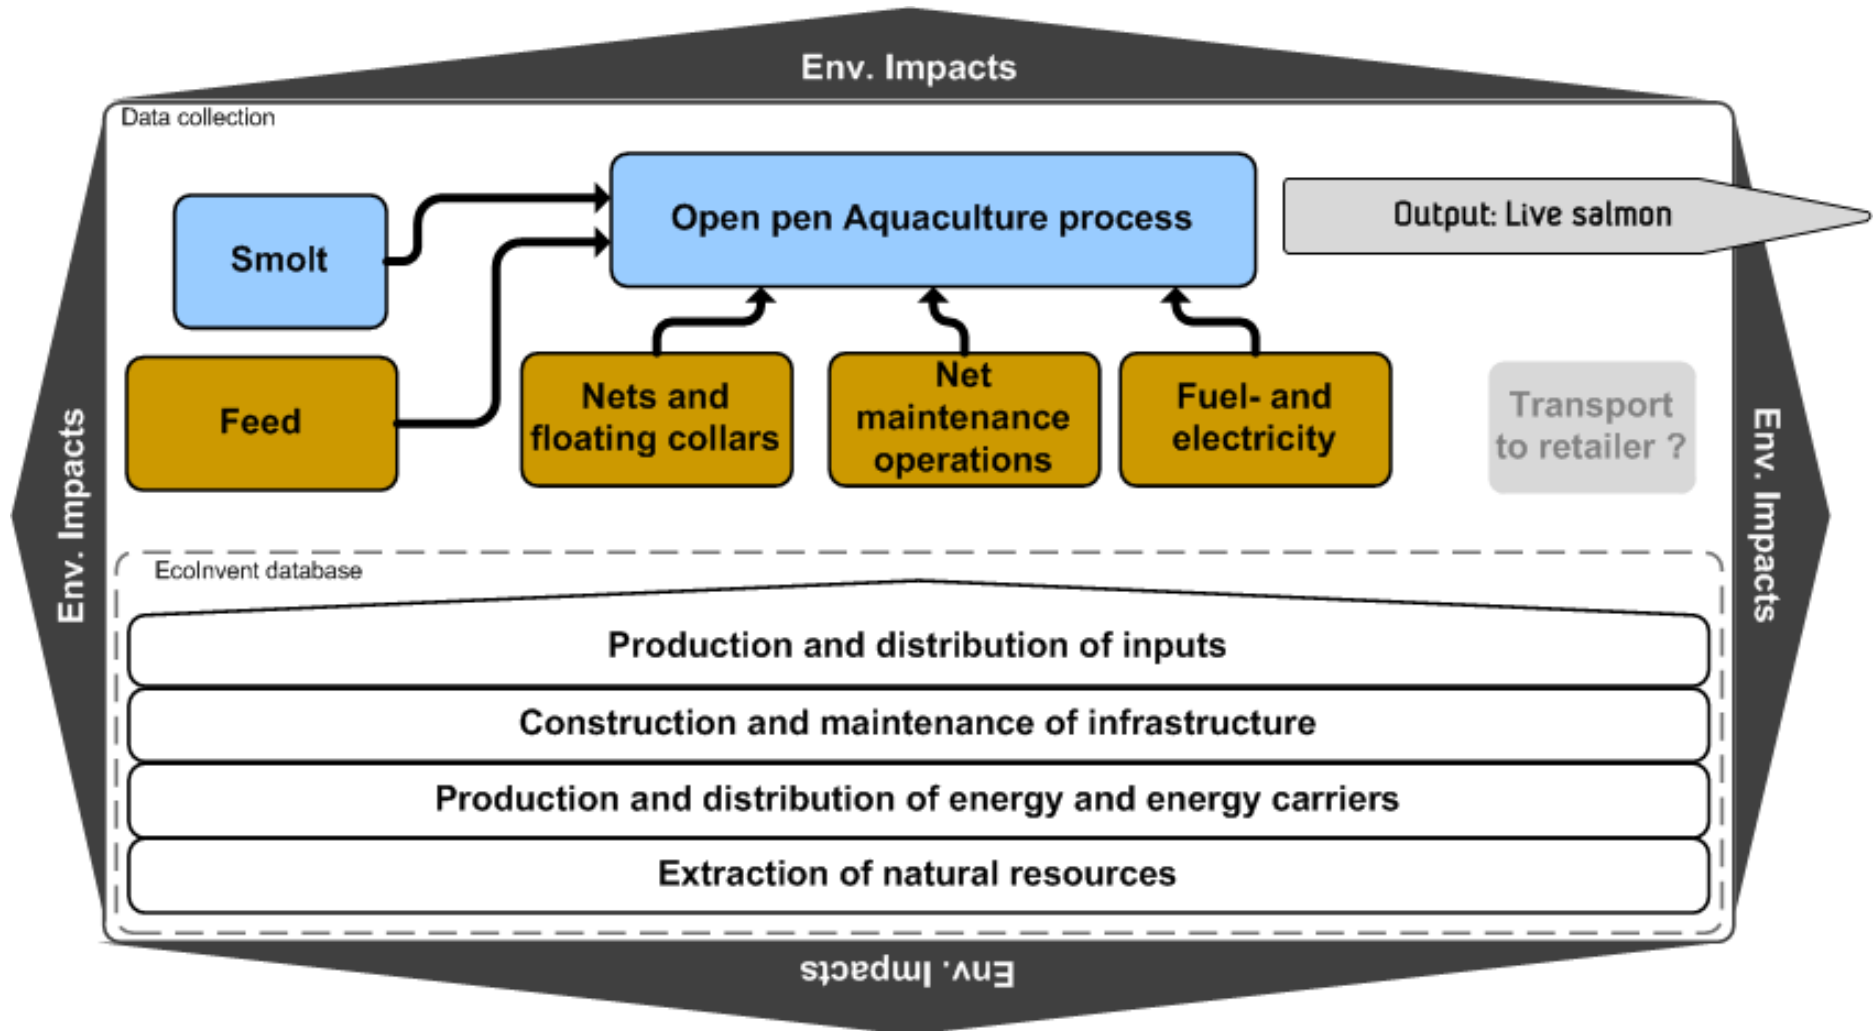 Env. Impacts
Data collection
Open pen Aquaculture process
Output: Live salmon
Smolt
Feed
Nets and
floating collars
Net
maintenance
operations
Fuel- and
electricity
Transport
to retailer ?
Env. Impacts
Env. Impacts
EcoInvent database
Production and distribution of inputs
Construction and maintenance of infrastructure
Production and distribution of energy and energy carriers
Extraction of natural resources
Env. Impacts